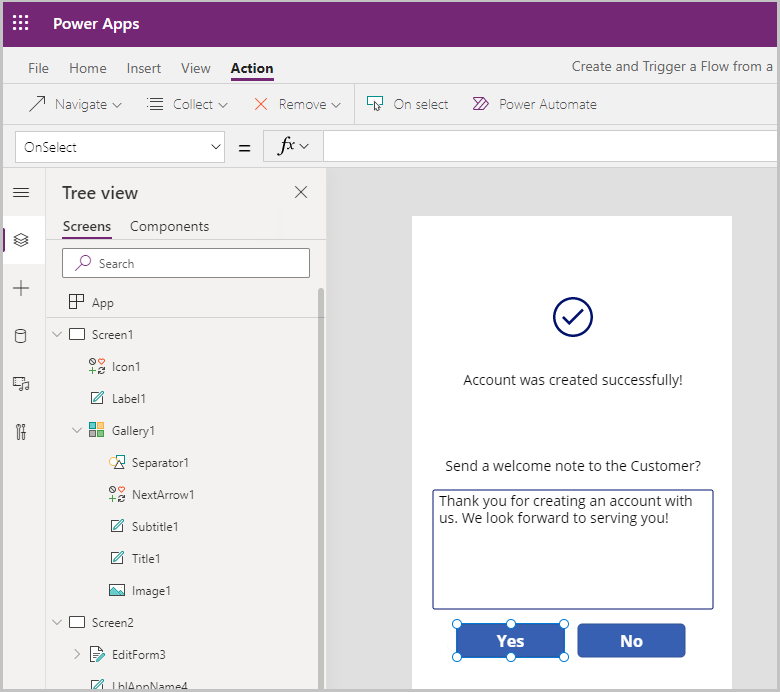 Power Apps
File Home Insert View Action Create and Trigger a Flow from a
Navigate Collect Remove On select Power Automate
OnSelect = fx
Tree view
Screens Components
Search
App
Screen1
Icon1
Label1
Gallery1
Separator1
NextArrow1
Subtitle1
Title1
Image1
Screen2
EditForm3
LblAppName4
Account was created successfully!
Send a welcome note to the Customer?
Thank you for creating an account with
us. We look forward to serving you!
Yes No